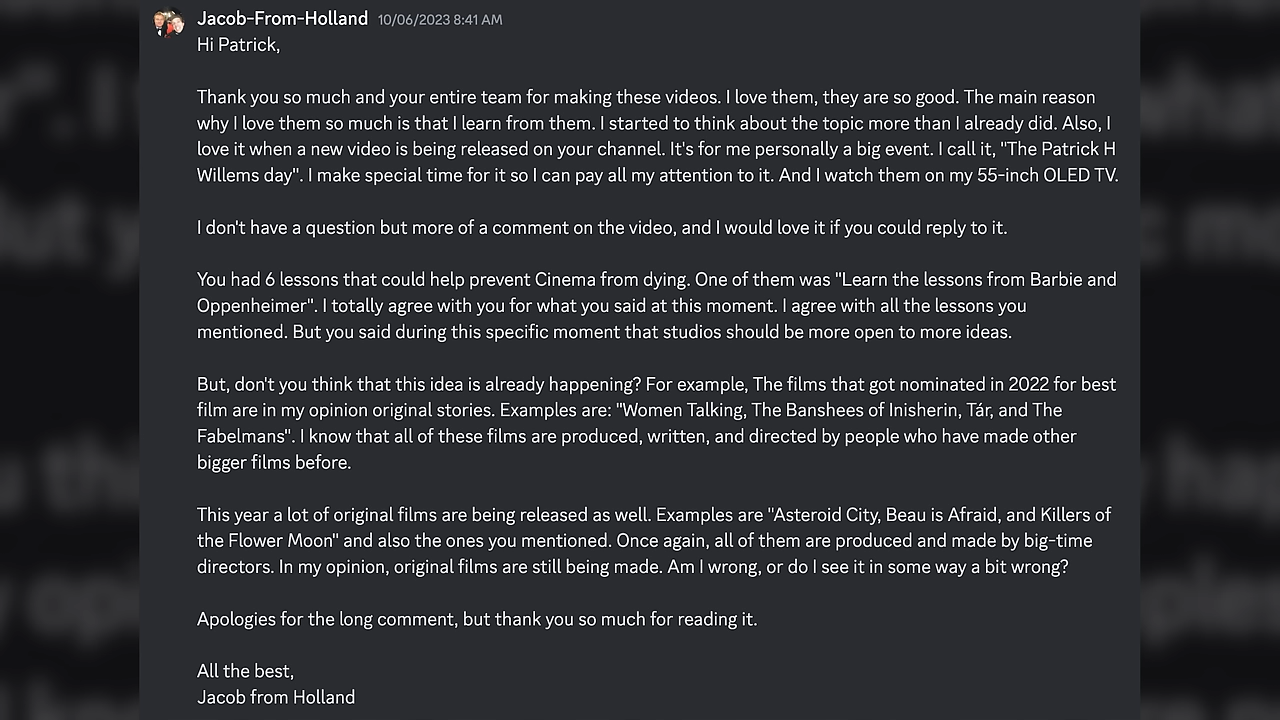 Jacob-From-Holland 10/06/2023 8:41 AM
Hi Patrick,
Thank you so much and your entire team for making these videos. I love them, they are so good. The main reason
why I love them so much is that I learn from them. I started to think about the topic more than I already did. Also, I
love it when a new video is being released on your channel. It's for me personally a big event. I call it, "The Patrick H
Willems day". I make special time for it so I can pay all my attention to it. And I watch them on my 55-inch OLED TV.
I don't have a question but more of a comment on the video, and I would love it if you could reply to it.
You had 6 lessons that could help prevent Cinema from dying. One of them was "Learn the lessons from Barbie and
Oppenheimer". I totally agree with you for what you said at this moment. I agree with all the lessons you
mentioned. But you said during this specific moment that studios should be more open to more ideas.
But, don't you think that this idea is already happening? For example, The films that got nominated in 2022 for best
film are in my opinion original stories. Examples are: "Women Talking, The Banshees of Inisherin, Tár, and The
Fabelmans". I know that all of these films are produced, written, and directed by people who have made other
bigger films before.
This year a lot of original films are being released as well. Examples are "Asteroid City, Beau is Afraid, and Killers of
the Flower Moon" and also the ones you mentioned. Once again, all of them are produced and made by big-time
directors. In my opinion, original films are still being made. Am I wrong, or do I see it in some way a bit wrong?
Apologies for the long comment, but thank you so much for reading it.
All the best,
Jacob from Holland